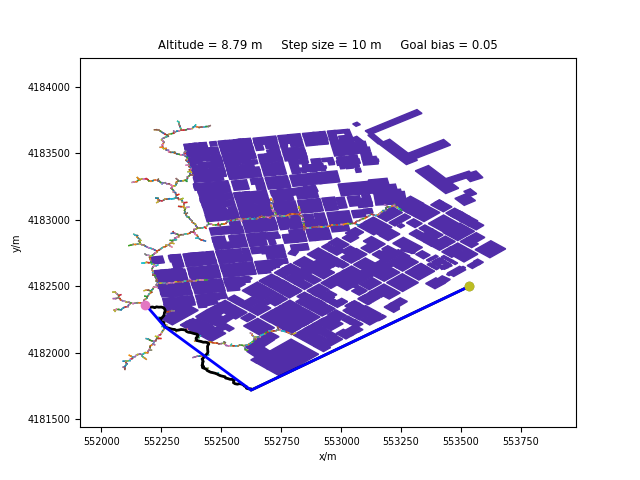 Altitude = 8.79 m Step size = 10 m Goal bias = 0.05
4184000
4183500
4183000
4182500
4182000
4181500
y/m
552000 552250 552500 552750 553000 553250 553500 553750
x/m